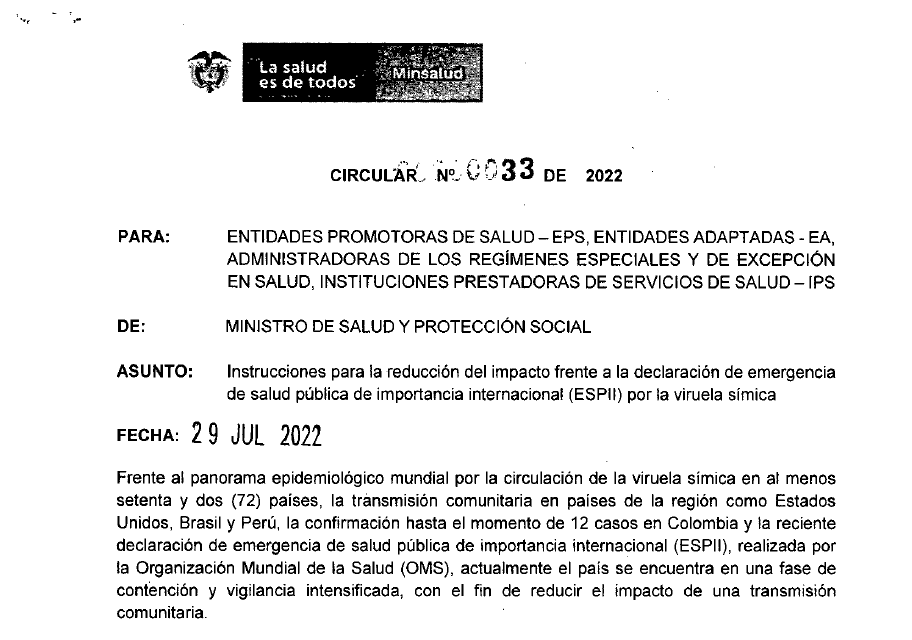 La salud
es de todos
Minsalud
CIRCULAR Nº 0033 DE 2022
PARA: ENTIDADES PROMOTORAS DE SALUD – EPS, ENTIDADES ADAPTADAS - EA,
ADMINISTRADORAS DE LOS REGÍMENES ESPECIALES Y DE EXCEPCIÓN
EN SALUD, INSTITUCIONES PRESTADORAS DE SERVICIOS DE SALUD – IPS
DE: MINISTRO DE SALUD Y PROTECCIÓN SOCIAL
ASUNTO: Instrucciones para la reducción del impacto frente a la declaración de emergencia
de salud pública de importancia internacional (ESPII) por la viruela símica
FECHA: 29 JUL 2022
Frente al panorama epidemiológico mundial por la circulación de la viruela símica en al menos
setenta y dos (72) países, la transmisión comunitaria en países de la región como Estados
Unidos, Brasil y Perú, la confirmación hasta el momento de 12 casos en Colombia y la reciente
declaración de emergencia de salud pública de importancia internacional (ESPII), realizada por
la Organización Mundial de la Salud (OMS), actualmente el país se encuentra en una fase de
contención y vigilancia intensificada, con el fin de reducir el impacto de una transmisión
comunitaria.